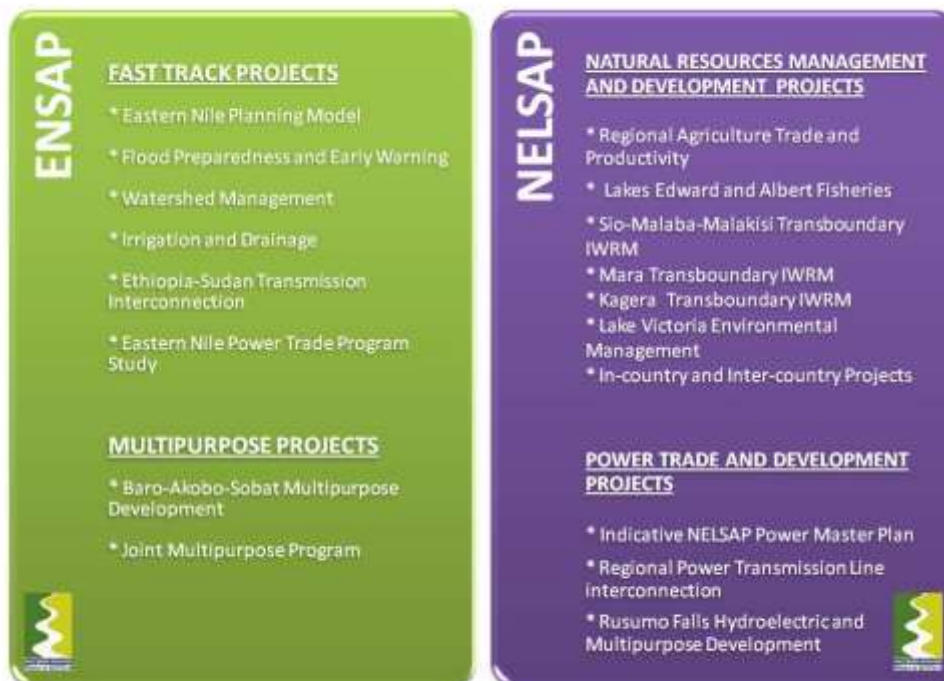 ENSAP
FAST TRACK PROJECTS
* Eastern Nile Planning Model
* Flood Preparedness and Early Warning
* Watershed Management
* Irrigation and Drainage
* Ethiopia-Sudan Transmission
Interconnection
* Eastern Nile Power Trade Program
Study
MULTIPURPOSE PROJECTS
* Baro-Akobo-Sobat Multipurpose
Development
* Joint Multipurpose Program
NELSAP
NATURAL RESOURCES MANAGEMENT
AND DEVELOPMENT PROJECTS
* Regional Agriculture Trade and
Productivity
* Lakes Edward and Albert Fisheries
* Sio-Malaba-Malakisi Transboundary
IWRM
* Mara Transboundary IWRM
* Kagera Transboundary IWRM
* Lake Victoria Environmental
Management
* In-country and Inter-country Projects
POWER TRADE AND DEVELOPMENT
PROJECTS
* Indicative NELSAP Power Master Plan
* Regional Power Transmission Line
interconnection
* Rusumo Falls Hydroelectric and
Multipurpose Development